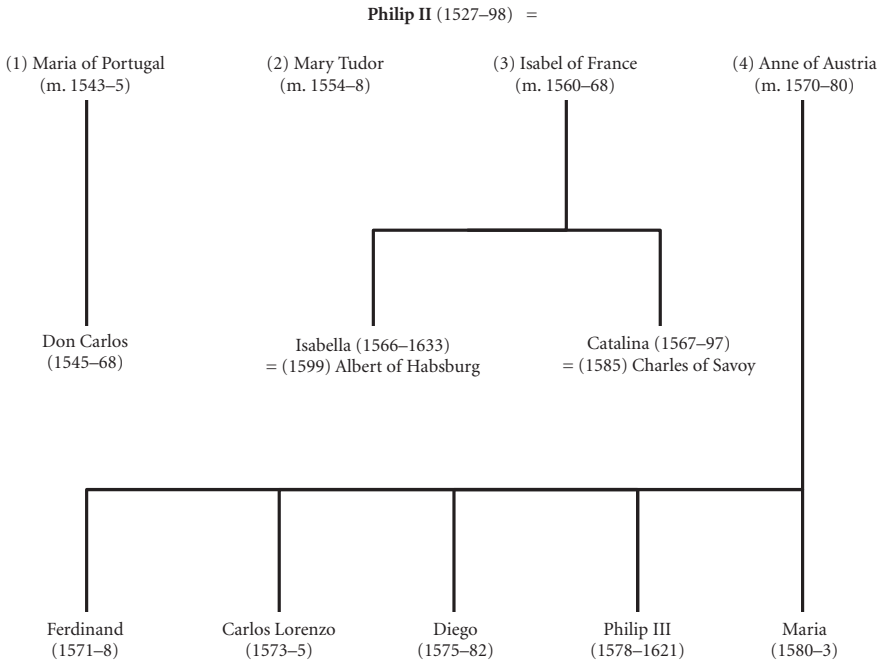 Philip II (1527–98) =
(1) Maria of Portugal
(m. 1543–5)
(2) Mary Tudor
(m. 1554–8)
(3) Isabel of France
(m. 1560–68)
(4) Anne of Austria
(m. 1570–80)
Don Carlos
(1545–68)
Isabella (1566–1633)
= (1599) Albert of Habsburg
Catalina (1567–97)
= (1585) Charles of Savoy
Ferdinand
(1571–8)
Carlos Lorenzo
(1573–5)
Diego
(1575–82)
Philip III
(1578–1621)
Maria
(1580–3)